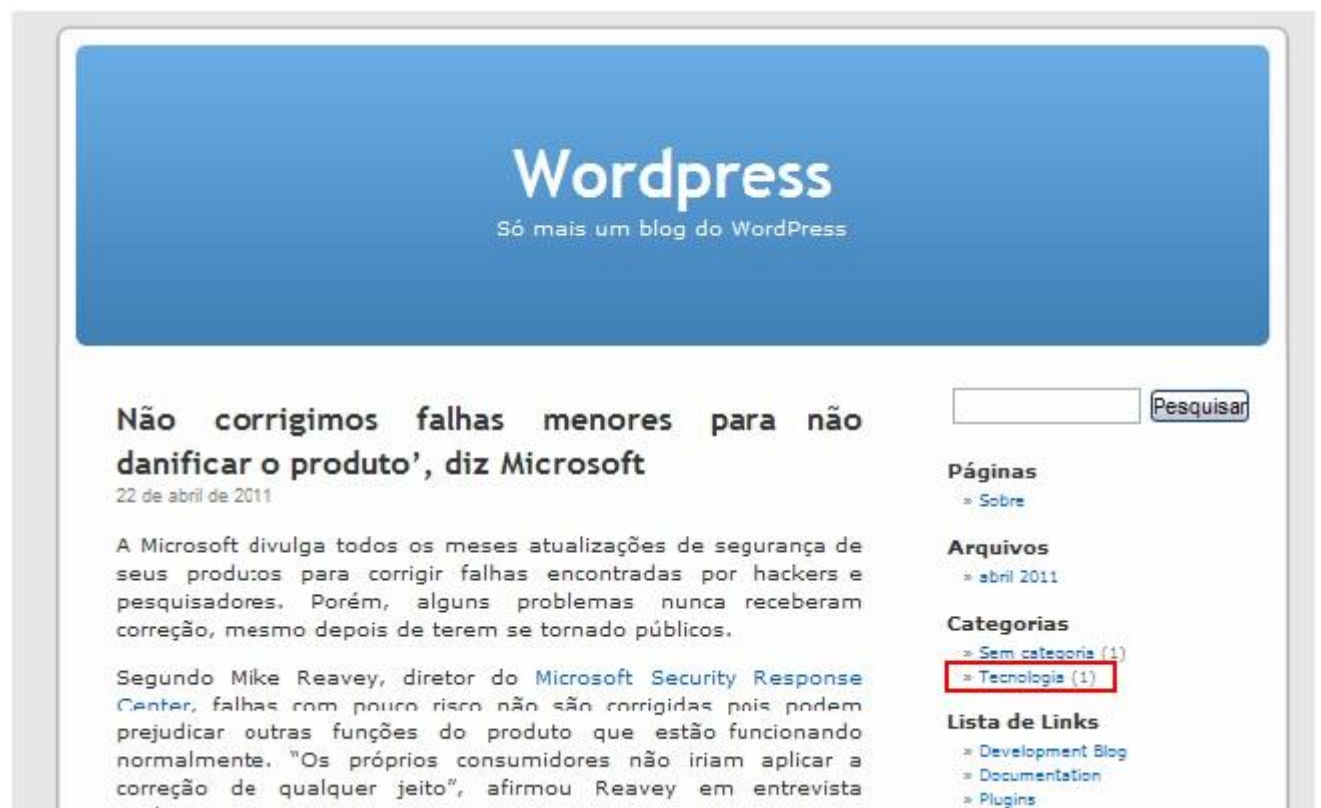 Wordpress
Só mais um blog do WordPress
Não corrigimos falhas menores para não
danificar o produto’, diz Microsoft
22 de abril de 2011
A Microsoft divulga todos os meses atualizações de segurança de
seus produtos para corrigir falhas encontradas por hackers e
pesquisadores. Porém, alguns problemas nunca receberam
correção, mesmo depois de terem se tornado públicos.
Segundo Mike Reavey, diretor do Microsoft Security Response
Center, falhas com pouco risco não são corrigidas pois podem
prejudicar outras funções do produto que estão funcionando
normalmente. "Os próprios consumidores não iriam aplicar a
correção de qualquer jeito", afirmou Reavey em entrevista
Pesquisar
Páginas
» Sobre
Arquivos
» abril 2011
Categorias
» Sem categoria (1)
» Tecnologia (1)
Lista de Links
» Development Blog
» Documentation
» Plugins